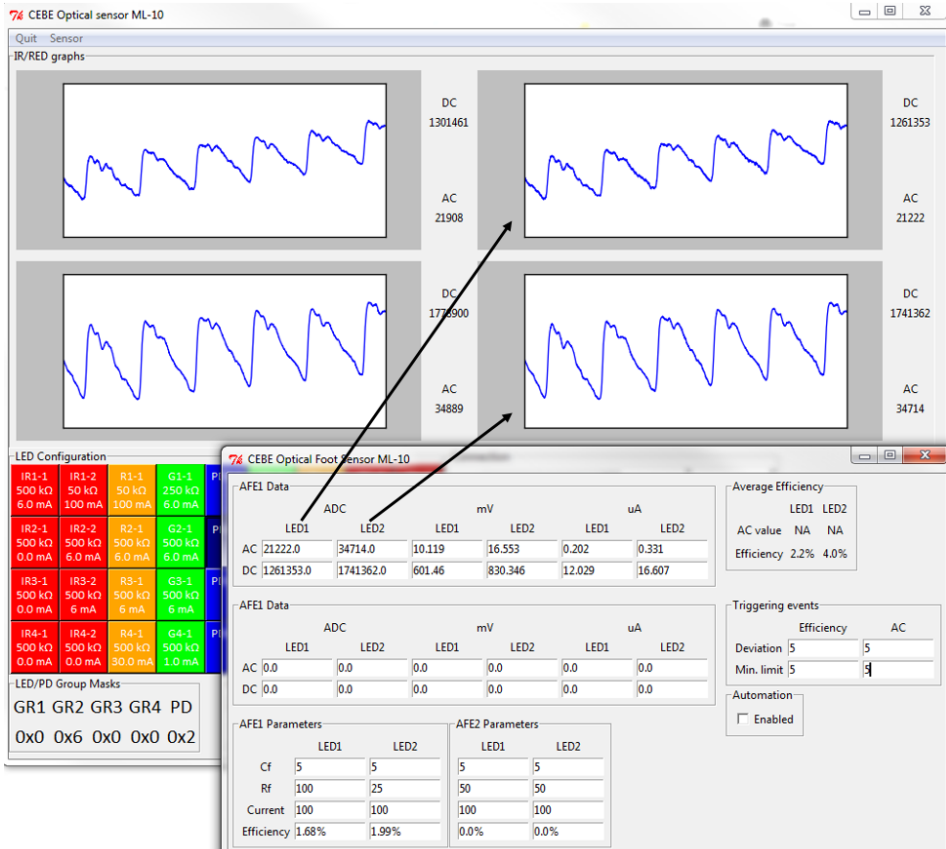 CEBE Optical sensor ML-10
Quit Sensor
IR/RED graphs
DC
1301461
AC
21908
DC
1261353
AC
21222
DC
AC
34889
DC
1741362
AC
34714
LED Configuration
IR1-1 IR1-2 R1-1 G1-1
500 kΩ 50 kΩ 50 kΩ 250 kΩ
6.0 mA 100 mA 100 mA 6.0 mA
IR2-1 IR2-2 R2-1 G2-1
500 kΩ 500 kΩ 500 kΩ 500 kΩ
0.0 mA 6.0 mA 6.0 mA 6.0 mA
IR3-1 IR3-2 R3-1 G3-1
500 kΩ 500 kΩ 500 kΩ 500 kΩ
0.0 mA 6 mA 6 mA 6 mA
IR4-1 IR4-2 R4-1 G4-1
500 kΩ 500 kΩ 500 kΩ 500 kΩ
0.0 mA 0.0 mA 30.0 mA 1.0 mA
LED/PD Group Masks
GR1 GR2 GR3 GR4 PD
0x0 0x6 0x0 0x0 0x2
CEBE Optical Foot Sensor ML-10
AFE1 Data
ADC mV uA
LED1 LED2 LED1 LED2 LED1 LED2
AC 21222.0 34714.0 10.119 16.553 0.202 0.331
DC 1261353.0 1741362.0 601.46 830.346 12.029 16.607
AFE1 Data
ADC mV uA
LED1 LED2 LED1 LED2 LED1 LED2
AC 0.0 0.0 0.0 0.0 0.0 0.0
DC 0.0 0.0 0.0 0.0 0.0 0.0
AFE1 Parameters
LED1 LED2
Cf 5 5
Rf 100 25
Current 100 100
Efficiency 1.68% 1.99%
AFE2 Parameters
LED1 LED2
5 5
50 50
100 100
0.0% 0.0%
Average Efficiency
LED1 LED2
AC value NA NA
Efficiency 2.2% 4.0%
Triggering events
Efficiency AC
Deviation 5 5
Min. limit 5 5
Automation
Enabled